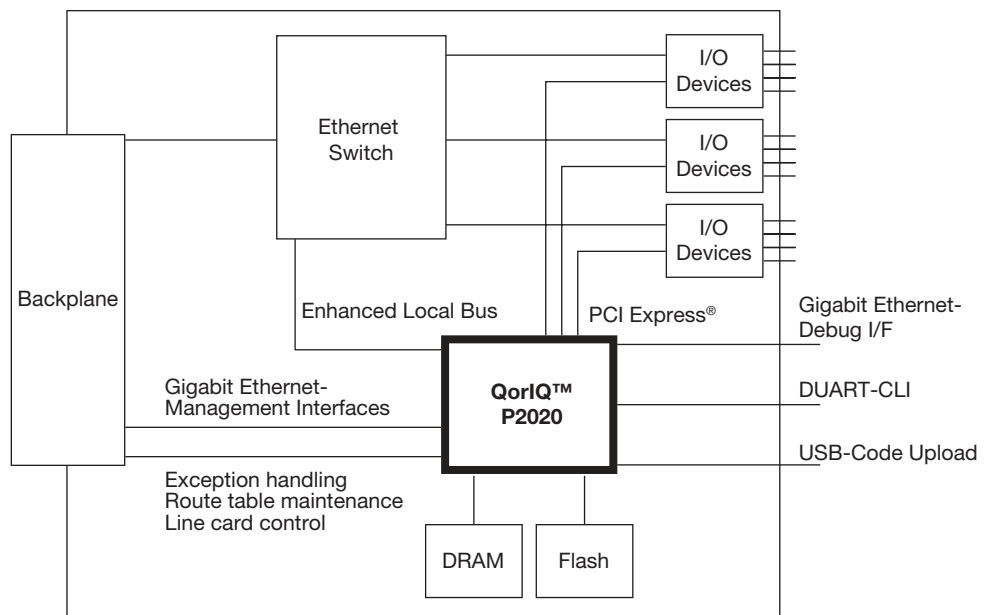 I/O
Devices
Ethernet
Switch
I/O
Devices
I/O
Devices
Backplane
Enhanced Local Bus
PCI Express®
Gigabit Ethernet-
Debug I/F
QorIQ™
P2020
Gigabit Ethernet-
Management Interfaces
DUART-CLI
USB-Code Upload
Exception handling
Route table maintenance
Line card control
DRAM
Flash